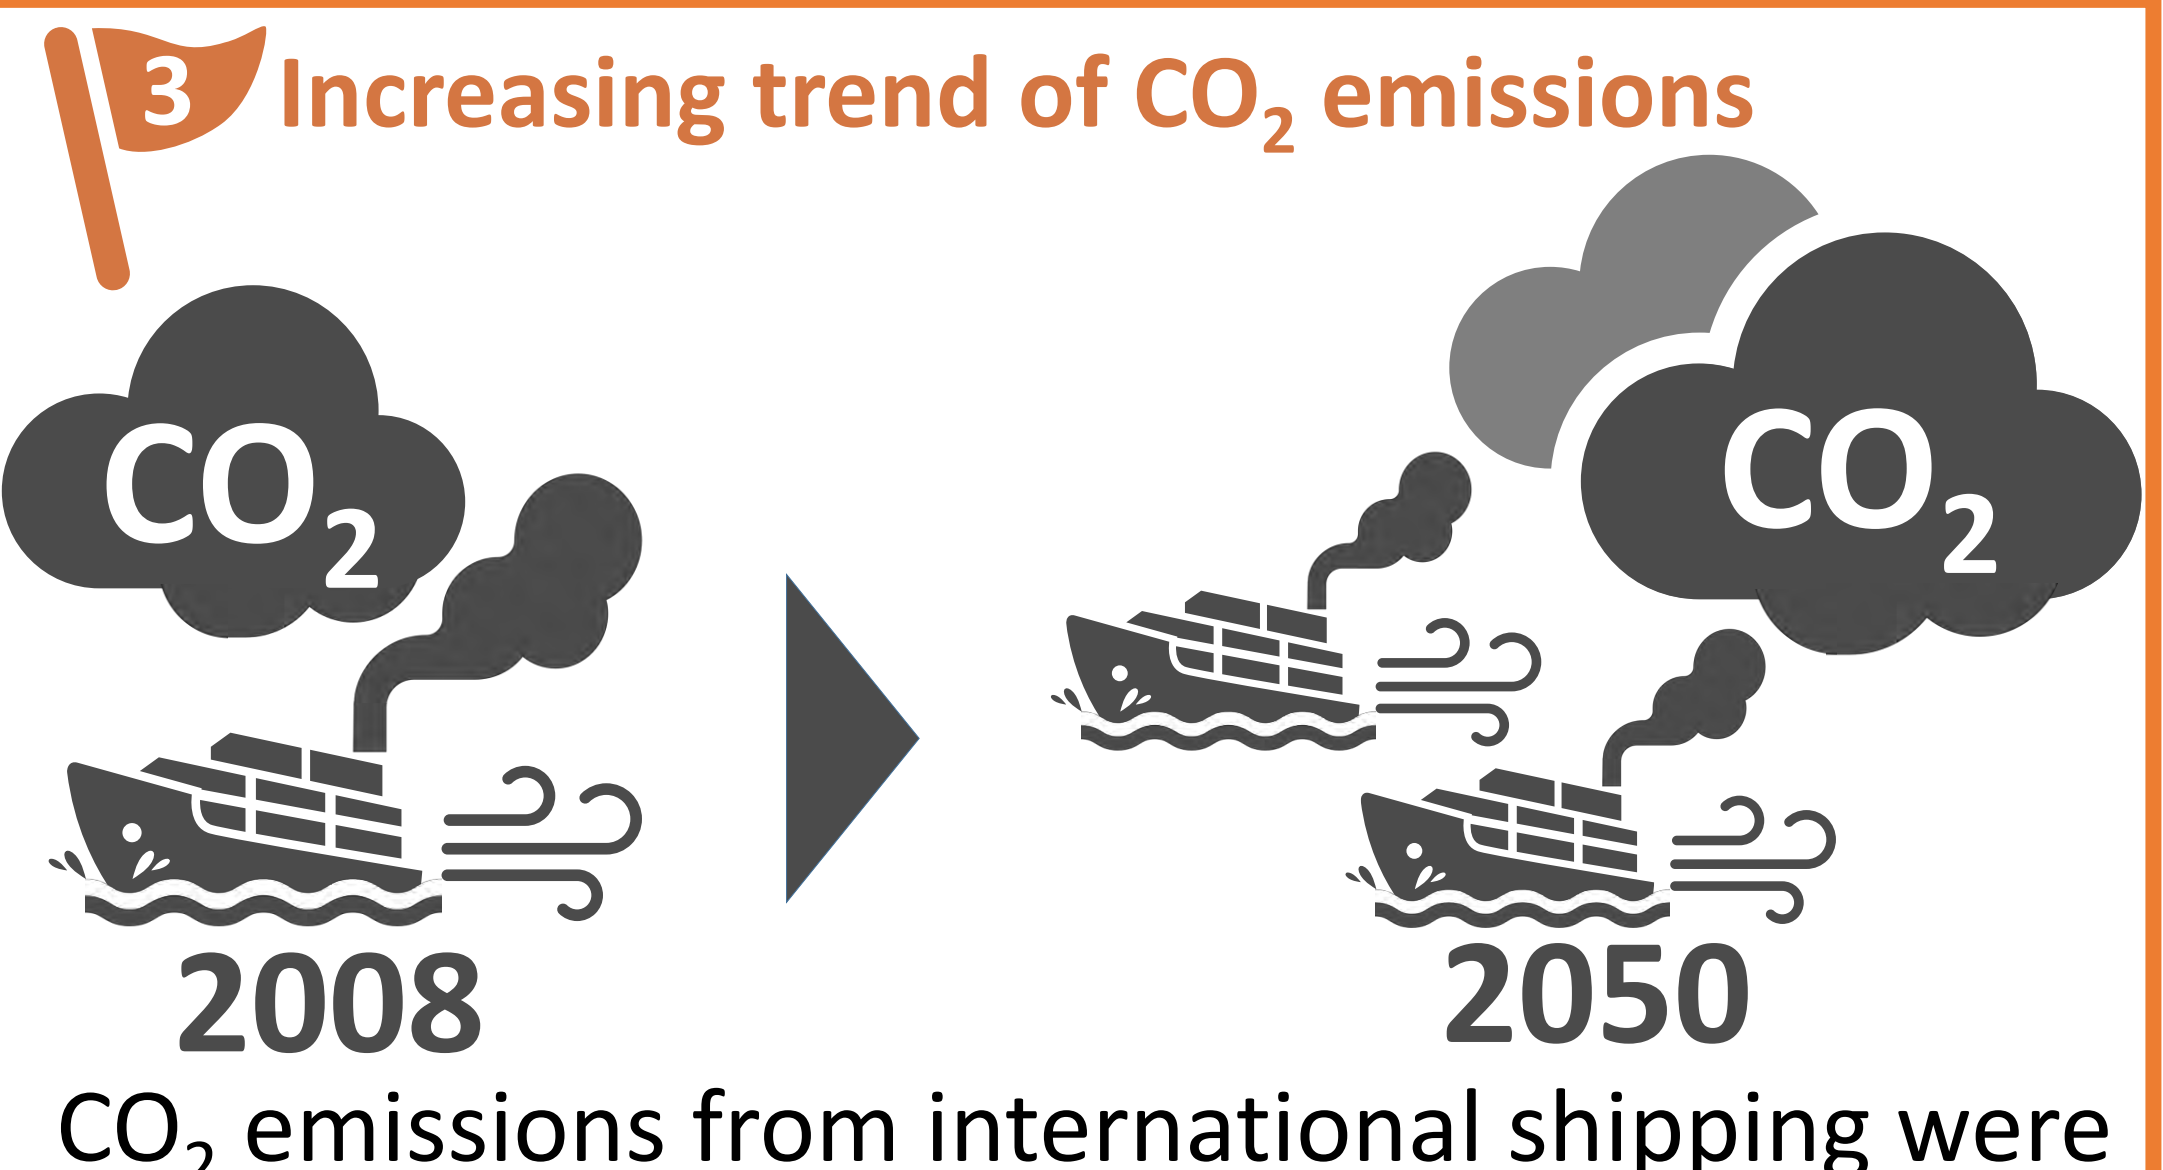 3 Increasing trend of CO₂ emissions
CO₂
CO₂
2008
2050
CO₂ emissions from international shipping were